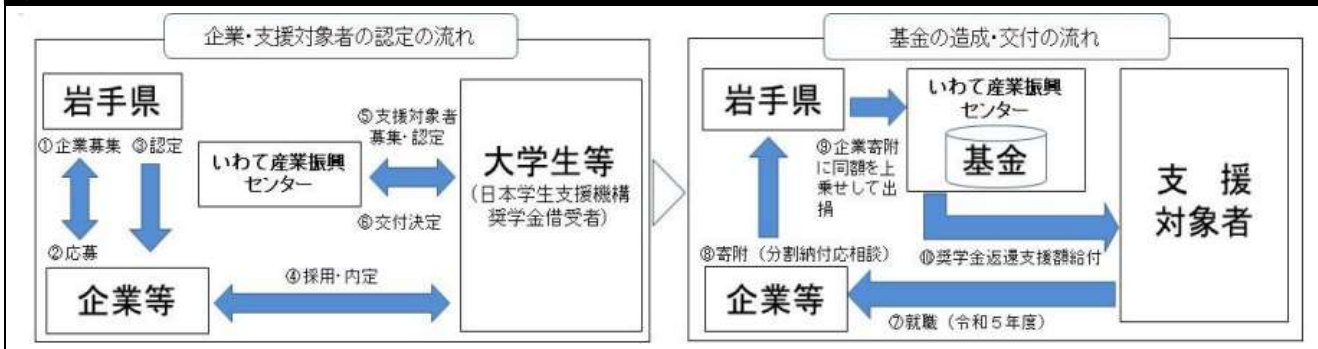 企業・支援対象者の認定の流れ
岩手県
①企業募集
③認定
②応募
企業等
いわて産業振興
センター
⑤支援対象者
募集・認定
⑥交付決定
大学生等
(日本学生支援機構
奨学金借受者)
④採用・内定
基金の造成・交付の流れ
岩手県
いわて産業振興
センター
基金
⑨企業寄附
に同額を上
乗せして出
捐
⑧寄附（分割納付応相談）
企業等
⑩奨学金返還支援額給付
⑦就職（令和５年度）
支援
対象者